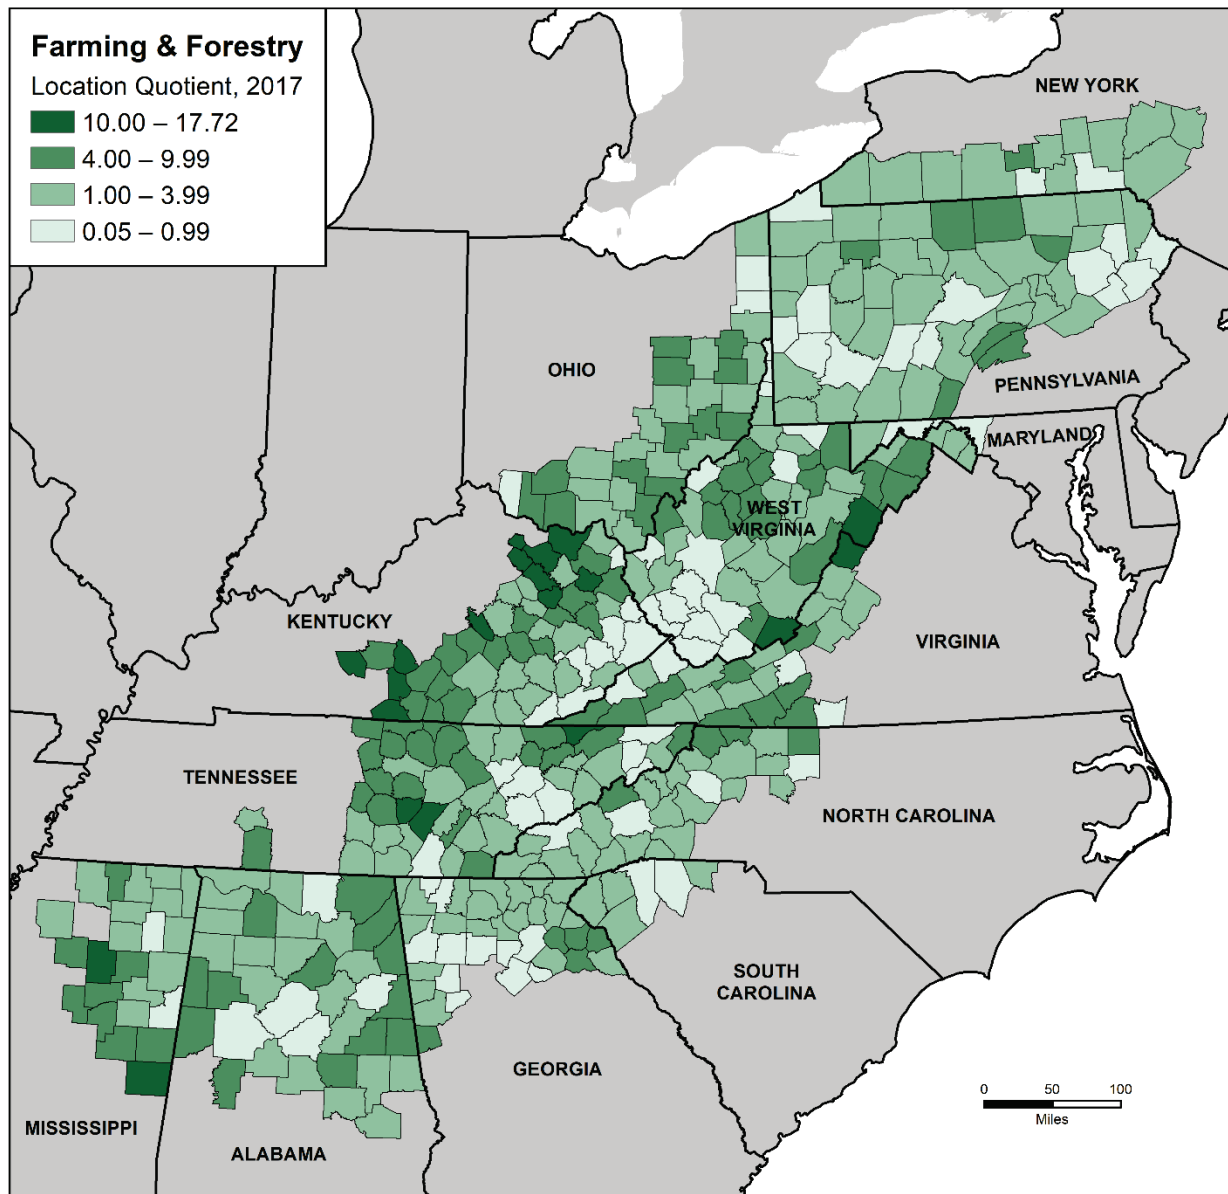 Farming & Forestry
Location Quotient, 2017
10.00 – 17.72
4.00 – 9.99
1.00 – 3.99
0.05 – 0.99
NEW YORK
OHIO
PENNSYLVANIA
MARYLAND
WEST
VIRGINIA
KENTUCKY
VIRGINIA
TENNESSEE
NORTH CAROLINA
SOUTH
CAROLINA
GEORGIA
MISSISSIPPI
ALABAMA
0 50 100
Miles